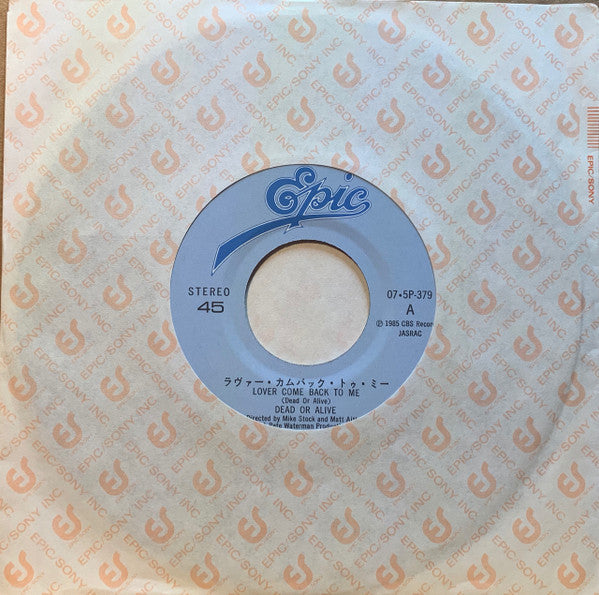 EPIC/SONY INC.
EPIC/SONY
Epic
STEREO
45
07・5P-379
A
Ⓟ 1985 CBS Recor
JASRAC
ラヴァー・カムバック・トゥ・ミー
LOVER COME BACK TO ME
(Dead Or Alive)
DEAD OR ALIVE
Directed by Mike Stock and Matt Ait
Pete Waterman Produ